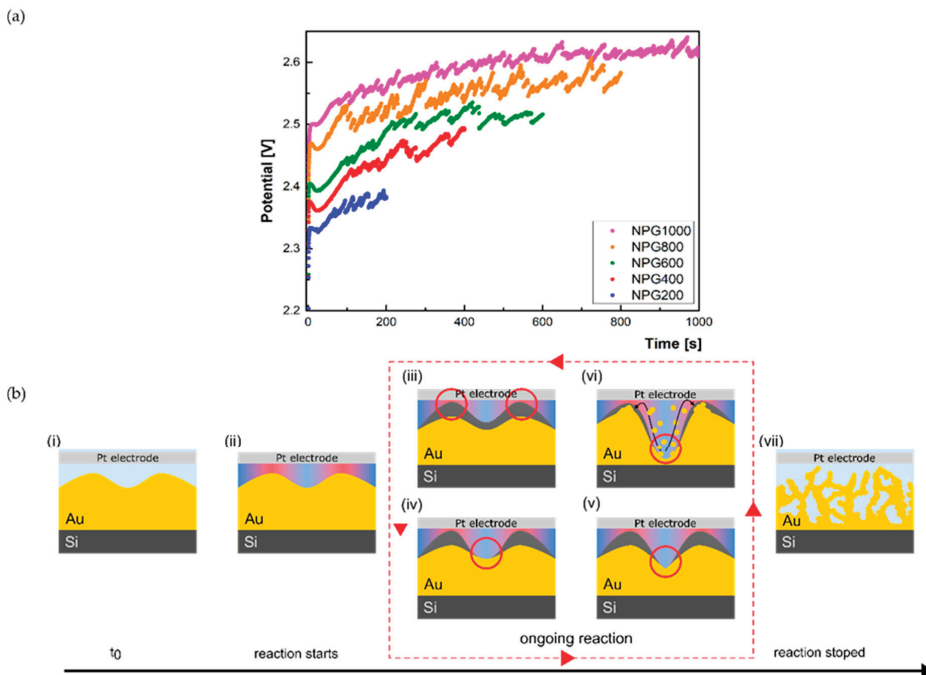 (a)
2.6
2.5
2.4
2.3
2.2
Potential [V]
NPG1000
NPG800
NPG600
NPG400
NPG200
0 200 400 600 800 1000
Time [s]
(b)
(i)
Pt electrode
Au
Si
(ii)
Pt electrode
Au
Si
(iii)
Pt electrode
Au
Si
(vi)
Pt electrode
Au
Si
(iv)
Pt electrode
Au
Si
(v)
Pt electrode
Au
Si
(vii)
Pt electrode
Au
Si
ongoing reaction
t0
reaction starts
reaction stoped